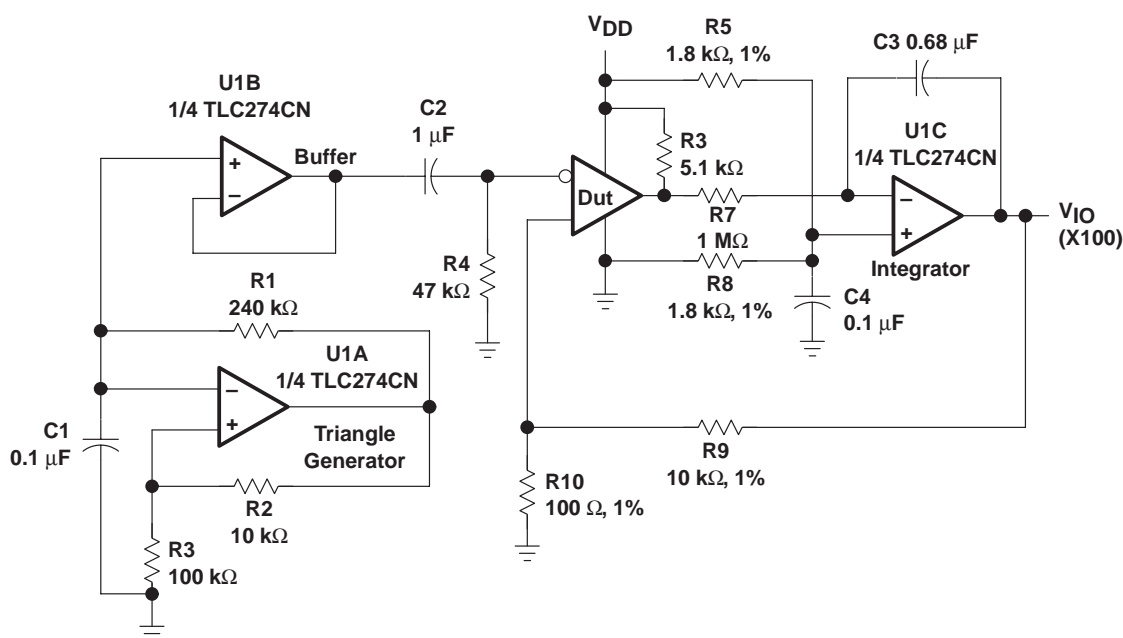 VDD
R5
1.8 kΩ, 1%
C3 0.68 μF
U1B
1/4 TLC274CN
C2
1 μF
U1C
1/4 TLC274CN
Buffer
R3
5.1 kΩ
+
−
Dut
R7
1 MΩ
−
+
VIO
(X100)
Integrator
R4
47 kΩ
R8
1.8 kΩ, 1%
C4
0.1 μF
R1
240 kΩ
U1A
1/4 TLC274CN
−
+
C1
0.1 μF
Triangle
Generator
R9
10 kΩ, 1%
R10
100 Ω, 1%
R2
10 kΩ
R3
100 kΩ